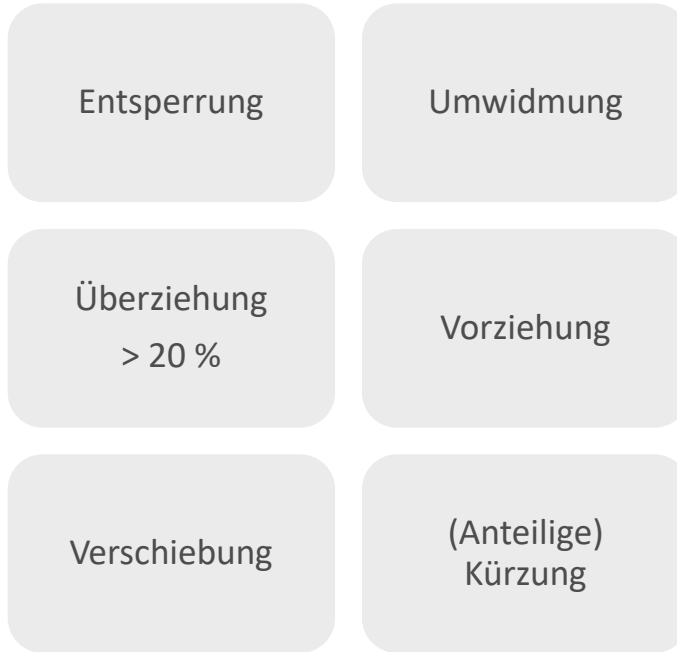 Entsperrung
Umwidmung
Überziehung
> 20 %
Vorziehung
Verschiebung
(Anteilige)
Kürzung